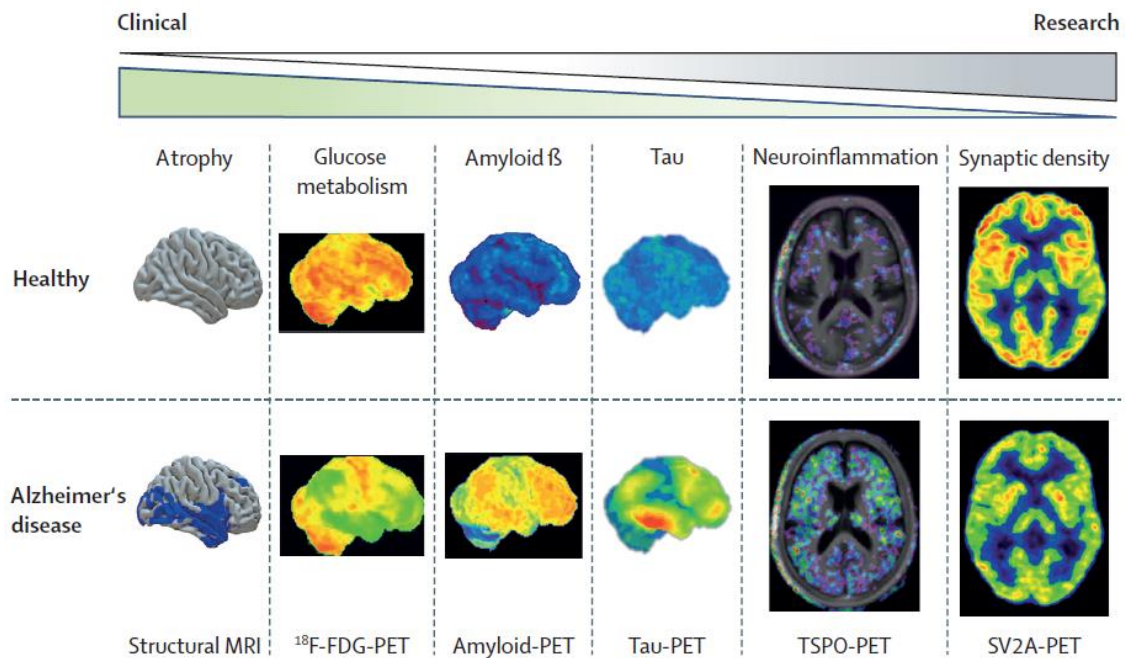 Clinical Research
Atrophy Glucose metabolism Amyloid ß Tau Neuroinflammation Synaptic density
Healthy
Alzheimer‘s
disease
Structural MRI ¹⁸F-FDG-PET Amyloid-PET Tau-PET TSPO-PET SV2A-PET